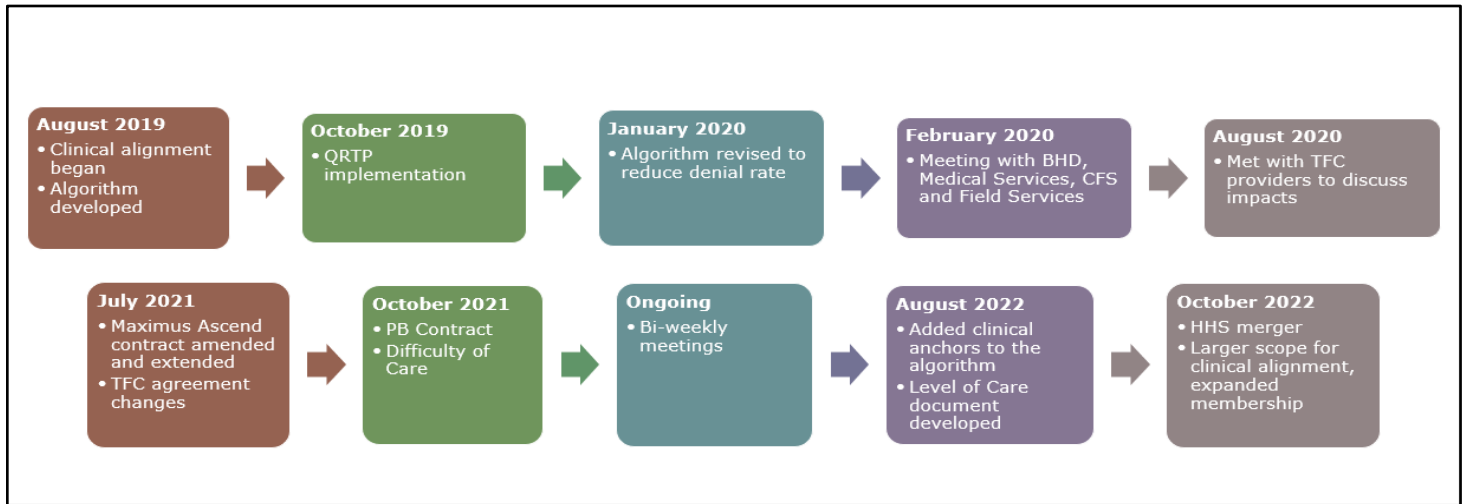 August 2019
• Clinical alignment
began
• Algorithm
developed
October 2019
• QRTP
implementation
January 2020
• Algorithm revised to
reduce denial rate
February 2020
• Meeting with BHD,
Medical Services, CFS
and Field Services
August 2020
• Met with TFC
providers to discuss
impacts
July 2021
• Maximus Ascend
contract amended
and extended
• TFC agreement
changes
October 2021
• PB Contract
• Difficulty of
Care
Ongoing
• Bi-weekly
meetings
August 2022
• Added clinical
anchors to the
algorithm
• Level of Care
document
developed
October 2022
• HHS merger
• Larger scope for
clinical alignment,
expanded
membership